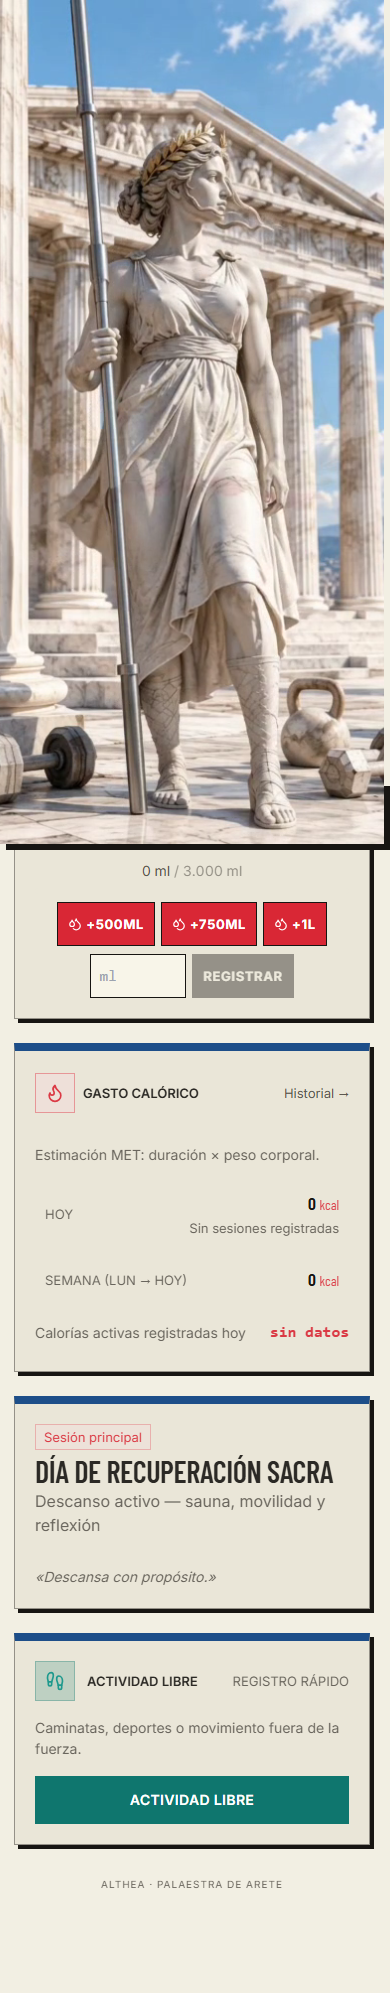 0 ml / 3.000 ml
+500ML +750ML +1L
ml REGISTRAR
GASTO CALÓRICO Historial →
Estimación MET: duración × peso corporal.
HOY 0 kcal
Sin sesiones registradas
SEMANA (LUN → HOY) 0 kcal
Calorías activas registradas hoy sin datos
Sesión principal
DÍA DE RECUPERACIÓN SACRA
Descanso activo — sauna, movilidad y
reflexión
«Descansa con propósito.»
ACTIVIDAD LIBRE REGISTRO RÁPIDO
Caminatas, deportes o movimiento fuera de la
fuerza.
ACTIVIDAD LIBRE
ALTHEA · PALAESTRA DE ARETE